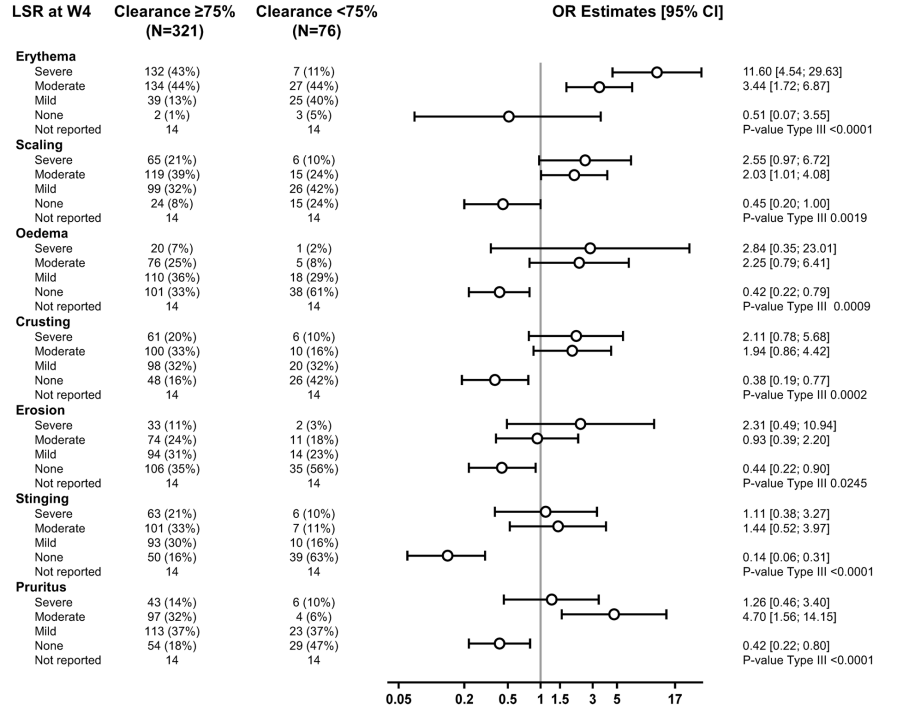 LSR at W4 Clearance ≥75% (N=321) Clearance <75% (N=76) OR Estimates [95% CI]
Erythema
Severe 132 (43%) 7 (11%) 11.60 [4.54; 29.63]
Moderate 134 (44%) 27 (44%) 3.44 [1.72; 6.87]
Mild 39 (13%) 25 (40%)
None 2 (1%) 3 (5%) 0.51 [0.07; 3.55]
Not reported 14 14 P-value Type III <0.0001
Scaling
Severe 65 (21%) 6 (10%) 2.55 [0.97; 6.72]
Moderate 119 (39%) 15 (24%) 2.03 [1.01; 4.08]
Mild 99 (32%) 26 (42%)
None 24 (8%) 15 (24%) 0.45 [0.20; 1.00]
Not reported 14 14 P-value Type III 0.0019
Oedema
Severe 20 (7%) 1 (2%) 2.84 [0.35; 23.01]
Moderate 76 (25%) 5 (8%) 2.25 [0.79; 6.41]
Mild 110 (36%) 18 (29%)
None 101 (33%) 38 (61%) 0.42 [0.22; 0.79]
Not reported 14 14 P-value Type III 0.0009
Crusting
Severe 61 (20%) 6 (10%) 2.11 [0.78; 5.68]
Moderate 100 (33%) 10 (16%) 1.94 [0.86; 4.42]
Mild 98 (32%) 20 (32%)
None 48 (16%) 26 (42%) 0.38 [0.19; 0.77]
Not reported 14 14 P-value Type III 0.0002
Erosion
Severe 33 (11%) 2 (3%) 2.31 [0.49; 10.94]
Moderate 74 (24%) 11 (18%) 0.93 [0.39; 2.20]
Mild 94 (31%) 14 (23%)
None 106 (35%) 35 (56%) 0.44 [0.22; 0.90]
Not reported 14 14 P-value Type III 0.0245
Stinging
Severe 63 (21%) 6 (10%) 1.11 [0.38; 3.27]
Moderate 101 (33%) 7 (11%) 1.44 [0.52; 3.97]
Mild 93 (30%) 10 (16%)
None 50 (16%) 39 (63%) 0.14 [0.06; 0.31]
Not reported 14 14 P-value Type III <0.0001
Pruritus
Severe 43 (14%) 6 (10%) 1.26 [0.46; 3.40]
Moderate 97 (32%) 4 (6%) 4.70 [1.56; 14.15]
Mild 113 (37%) 23 (37%)
None 54 (18%) 29 (47%) 0.42 [0.22; 0.80]
Not reported 14 14 P-value Type III <0.0001
0.05 0.2 0.5 1 1.5 3 5 17